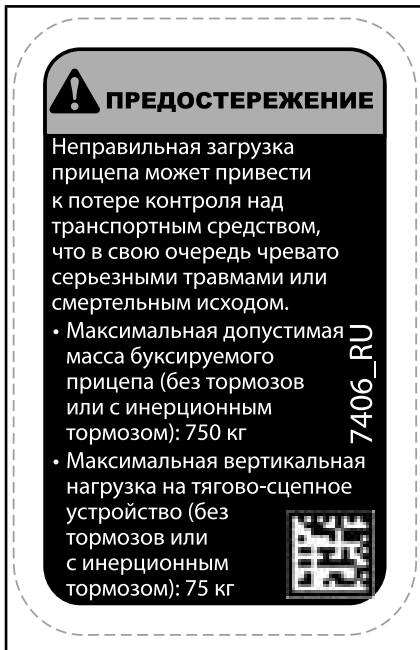 ПРЕДОСТЕРЕЖЕНИЕ
Неправильная загрузка
прицепа может привести
к потере контроля над
транспортным средством,
что в свою очередь чревато
серьезными травмами или
смертельным исходом.
• Максимальная допустимая
масса буксируемого
прицепа (без тормозов
или с инерционным
тормозом): 750 кг
• Максимальная вертикальная
нагрузка на тягово-сцепное
устройство (без
тормозов или
с инерционным
тормозом): 75 кг
7406_RU